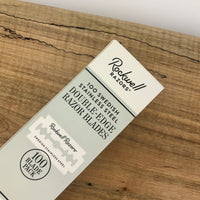 Rockwell
RAZORS
100 SWEDISH
STAINLESS STEEL
DOUBLE-EDGE
RAZOR BLADES
Rockwell Razors
100
BLADE
PACK